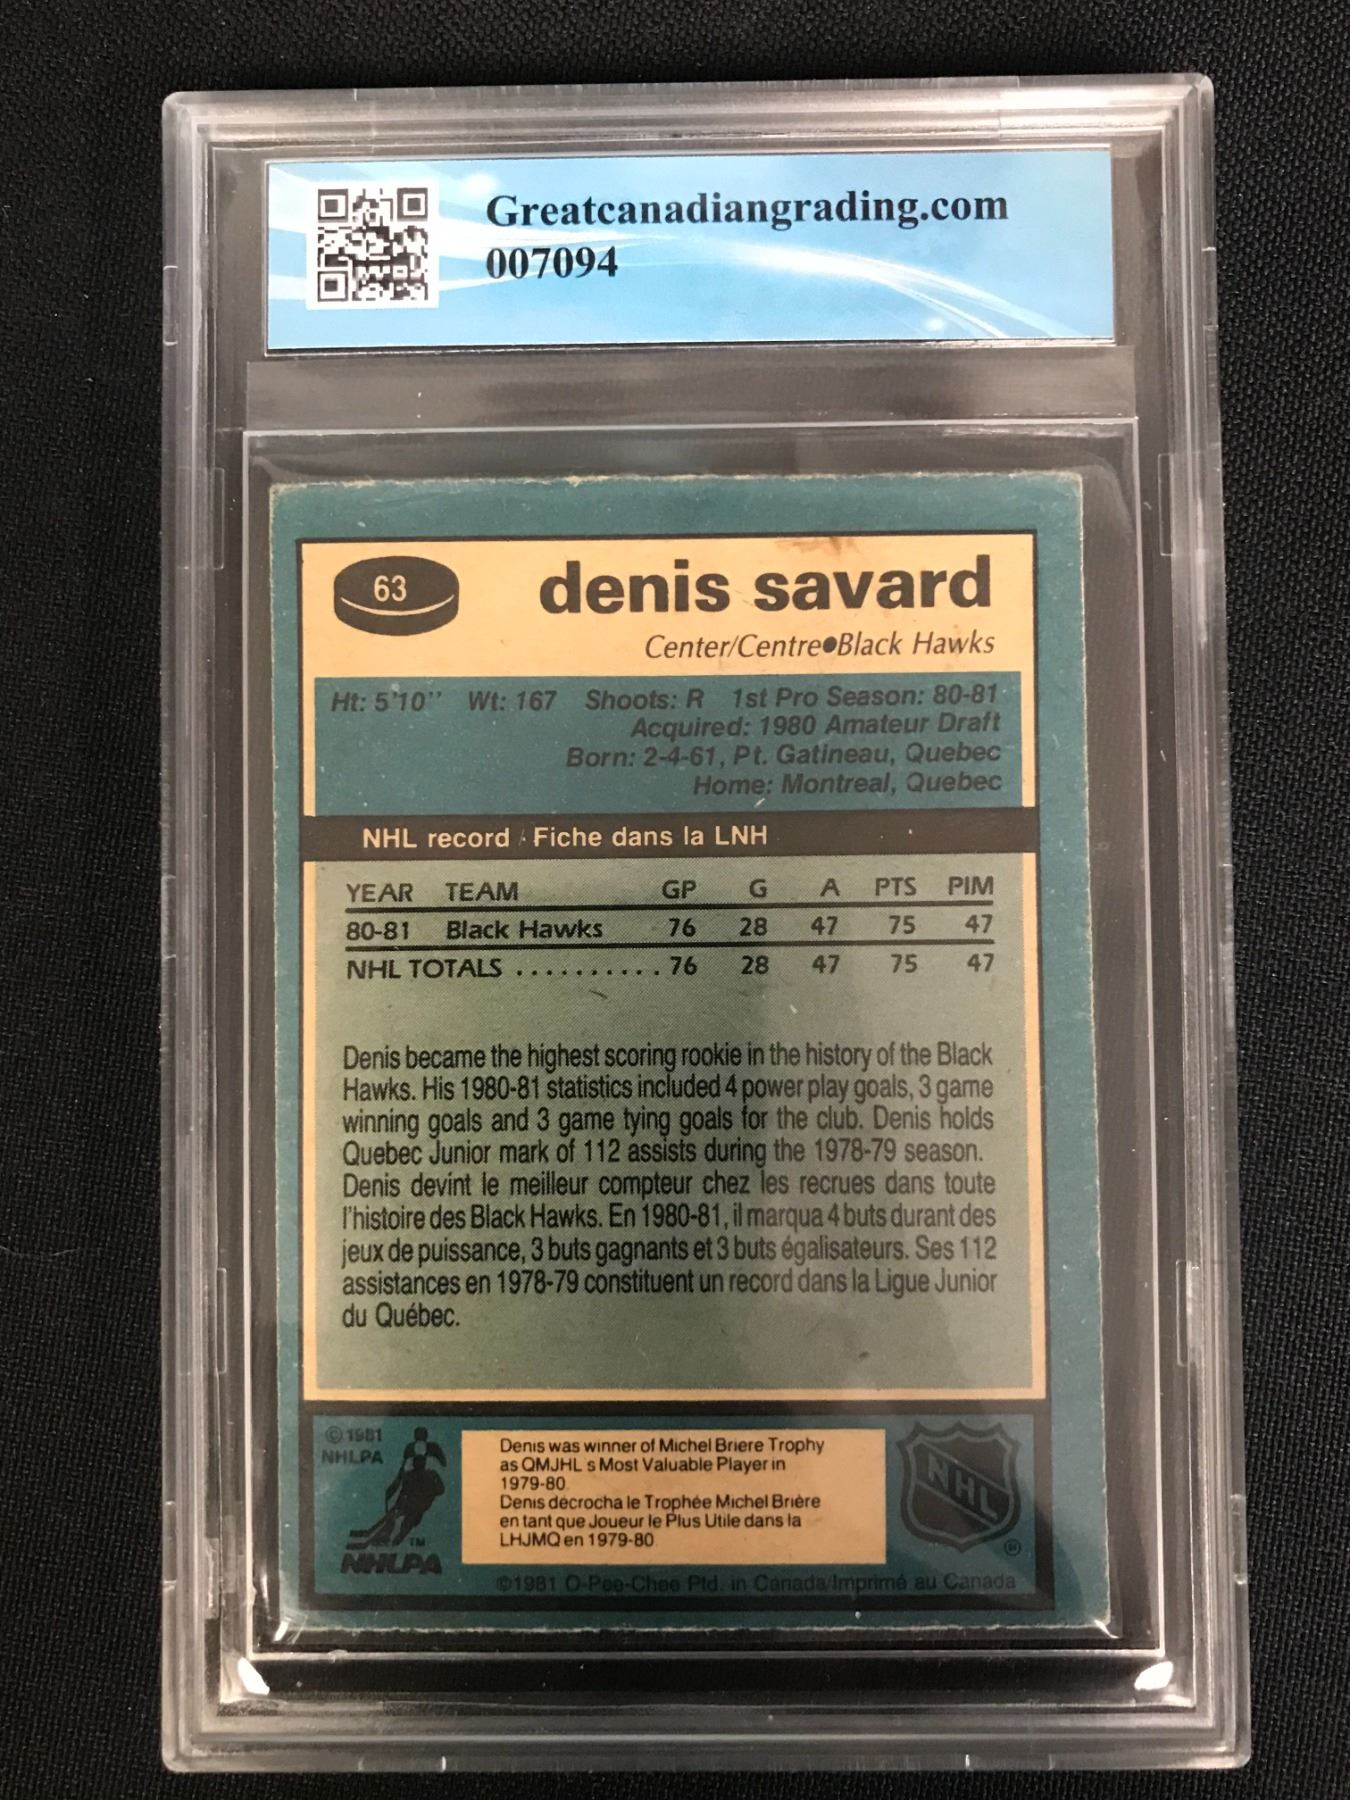 Greatcanadiangrading.com
007094
63
denis savard
Center/Centre●Black Hawks
Ht: 5'10" Wt: 167 Shoots: R 1st Pro Season: 80-81
Acquired: 1980 Amateur Draft
Born: 2-4-61, Pt. Gatineau, Quebec
Home: Montreal, Quebec
NHL record · Fiche dans la LNH
YEAR TEAM GP G A PTS PIM
80-81 Black Hawks 76 28 47 75 47
NHL TOTALS .......... 76 28 47 75 47
Denis became the highest scoring rookie in the history of the Black
Hawks. His 1980-81 statistics included 4 power play goals, 3 game
winning goals and 3 game tying goals for the club. Denis holds
Quebec Junior mark of 112 assists during the 1978-79 season.
Denis devint le meilleur compteur chez les recrues dans toute
l'histoire des Black Hawks. En 1980-81, il marqua 4 buts durant des
jeux de puissance, 3 buts gagnants et 3 buts égalisateurs. Ses 112
assistances en 1978-79 constituent un record dans la Ligue Junior
du Québec.
©1981
NHLPA
Denis was winner of Michel Briere Trophy
as QMJHL s Most Valuable Player in
1979-80.
Denis décrocha le Trophée Michel Brière
en tant que Joueur le Plus Utile dans la
LHJMQ en 1979-80.
TM
NHLPA
NHL
®
©1981 O-Pee-Chee Ptd. in Canada/Imprimé au Canada